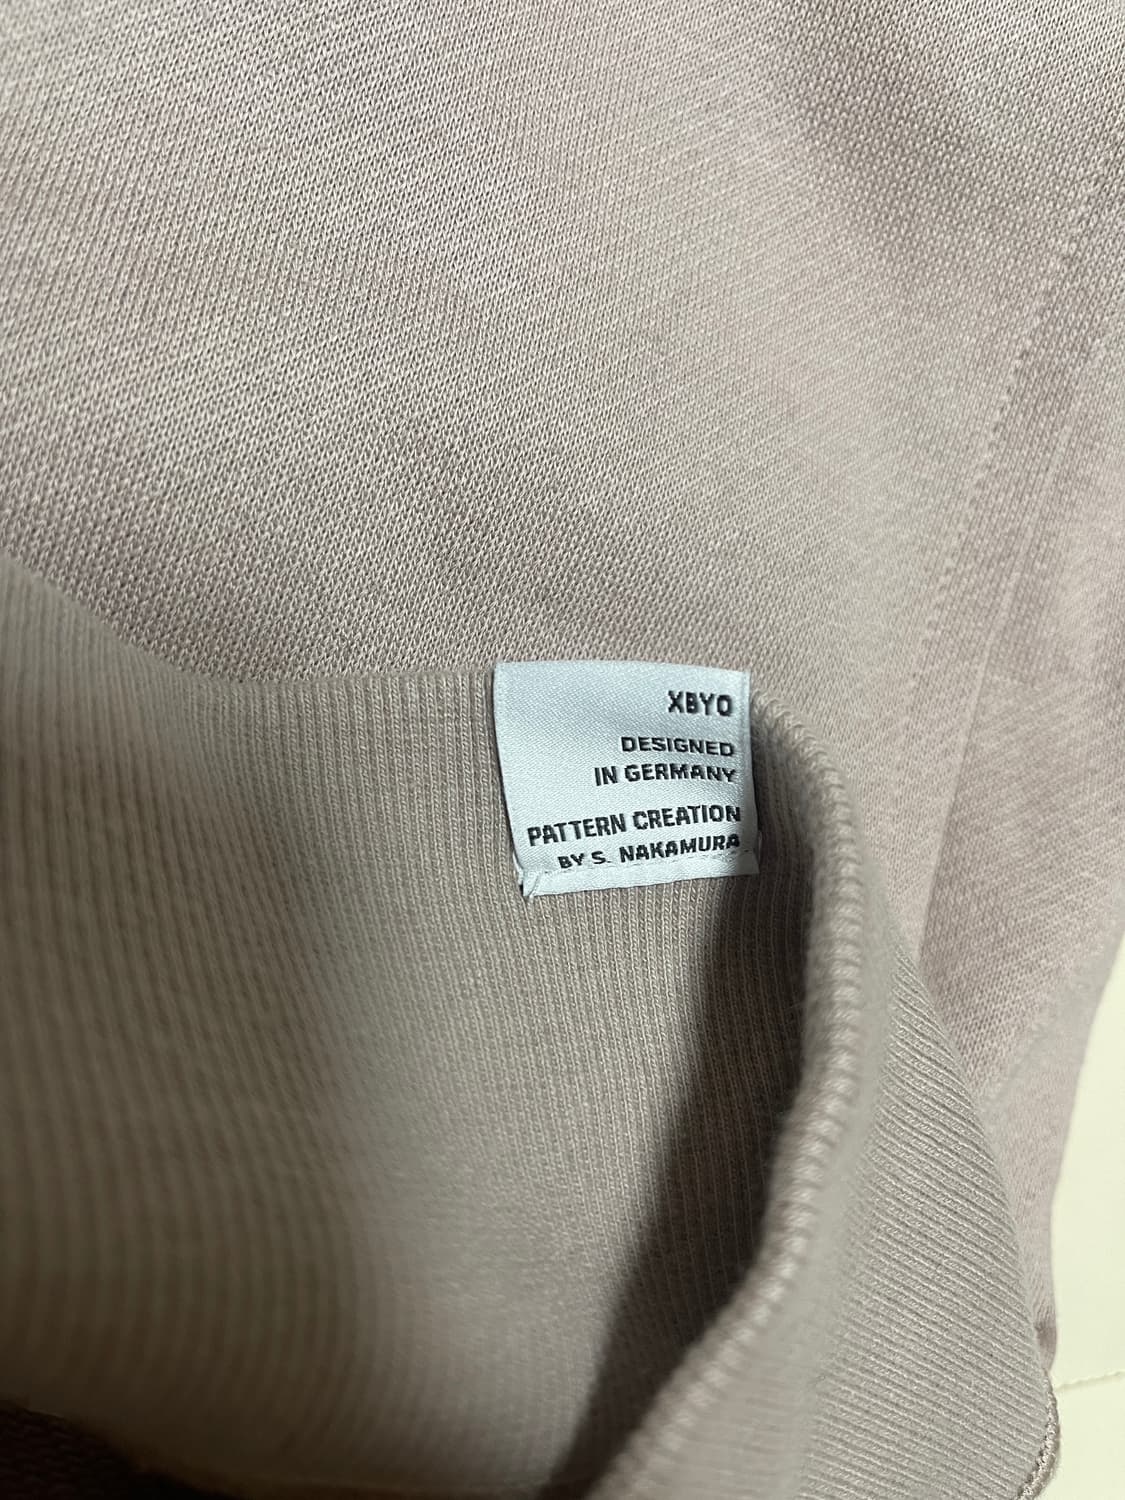 XBYO
DESIGNED
IN GERMANY
PATTERN CREATION
BY S. NAKAMURA